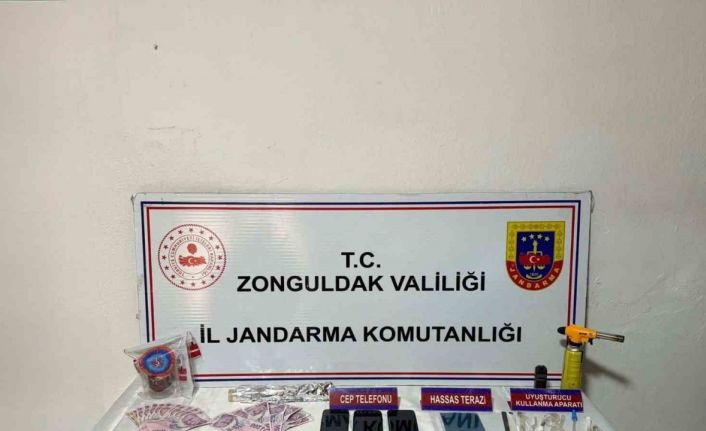 T.C.
ZONGULDAK VALİLİĞİ
İL JANDARMA KOMUTANLIĞI
JANDARMA
CEP TELEFONU
HASSAS TERAZİ
UYUŞTURUCU
KULLANMA APARATI